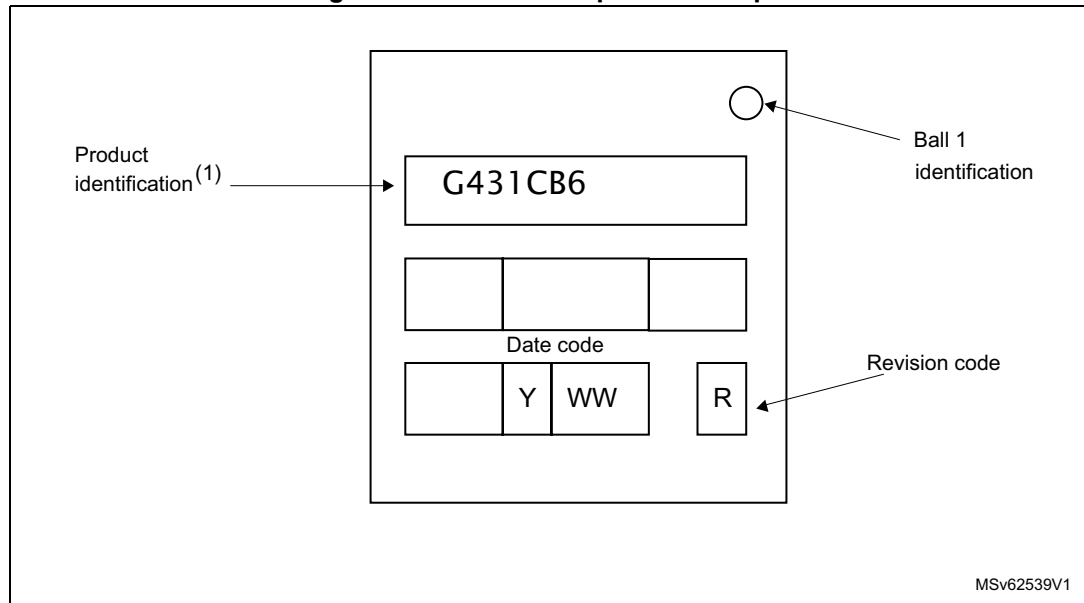 Ball 1
identification
Product
identification(1)
G431CB6
Date code
Revision code
Y WW R
MSv62539V1